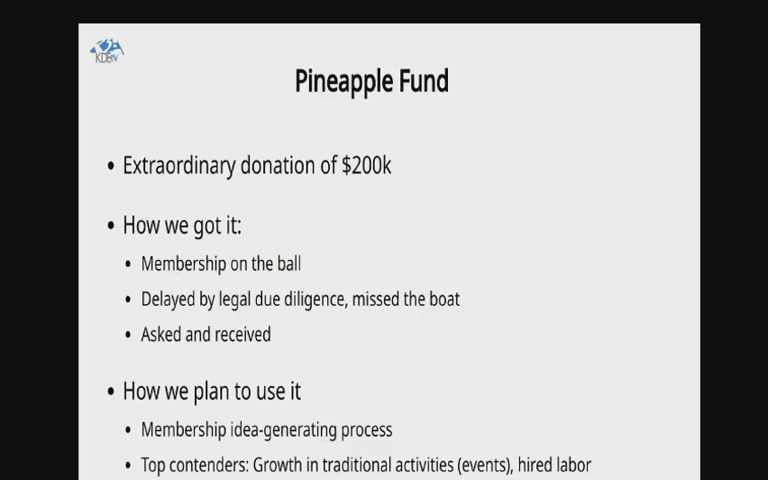 KDEeV
Pineapple Fund
• Extraordinary donation of $200k
• How we got it:
• Membership on the ball
• Delayed by legal due diligence, missed the boat
• Asked and received
• How we plan to use it
• Membership idea-generating process
• Top contenders: Growth in traditional activities (events), hired labor